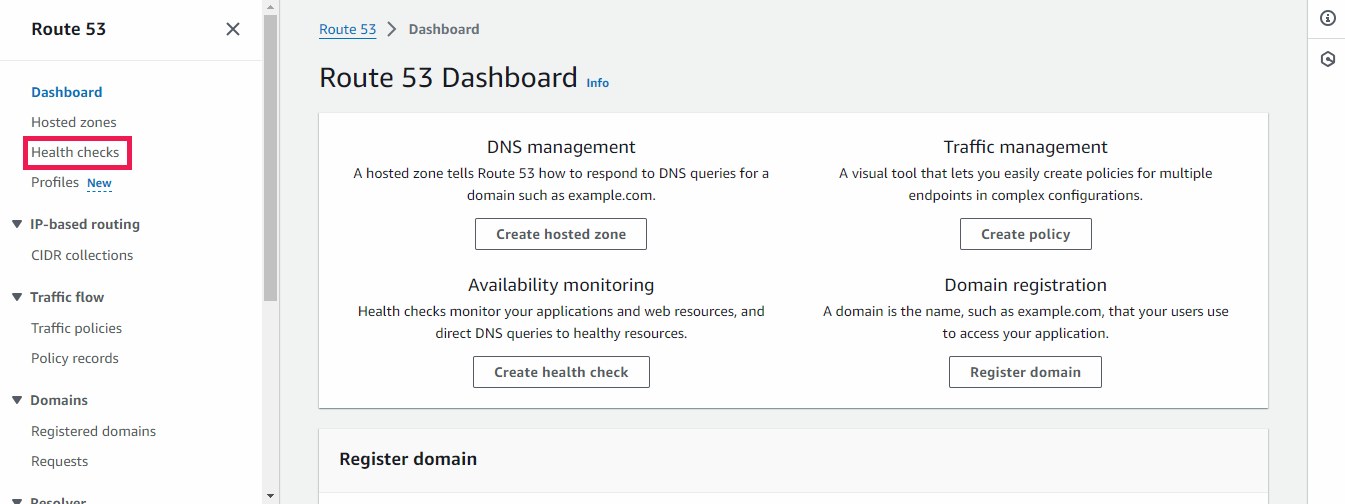 Route 53
Dashboard
Hosted zones
Health checks
Profiles New
IP-based routing
CIDR collections
Traffic flow
Traffic policies
Policy records
Domains
Registered domains
Requests
Resolver
Route 53 Dashboard
Route 53 Dashboard Info
DNS management
A hosted zone tells Route 53 how to respond to DNS queries for a
domain such as example.com.
Create hosted zone
Traffic management
A visual tool that lets you easily create policies for multiple
endpoints in complex configurations.
Create policy
Availability monitoring
Health checks monitor your applications and web resources, and
direct DNS queries to healthy resources.
Create health check
Domain registration
A domain is the name, such as example.com, that your users use
to access your application.
Register domain
Register domain